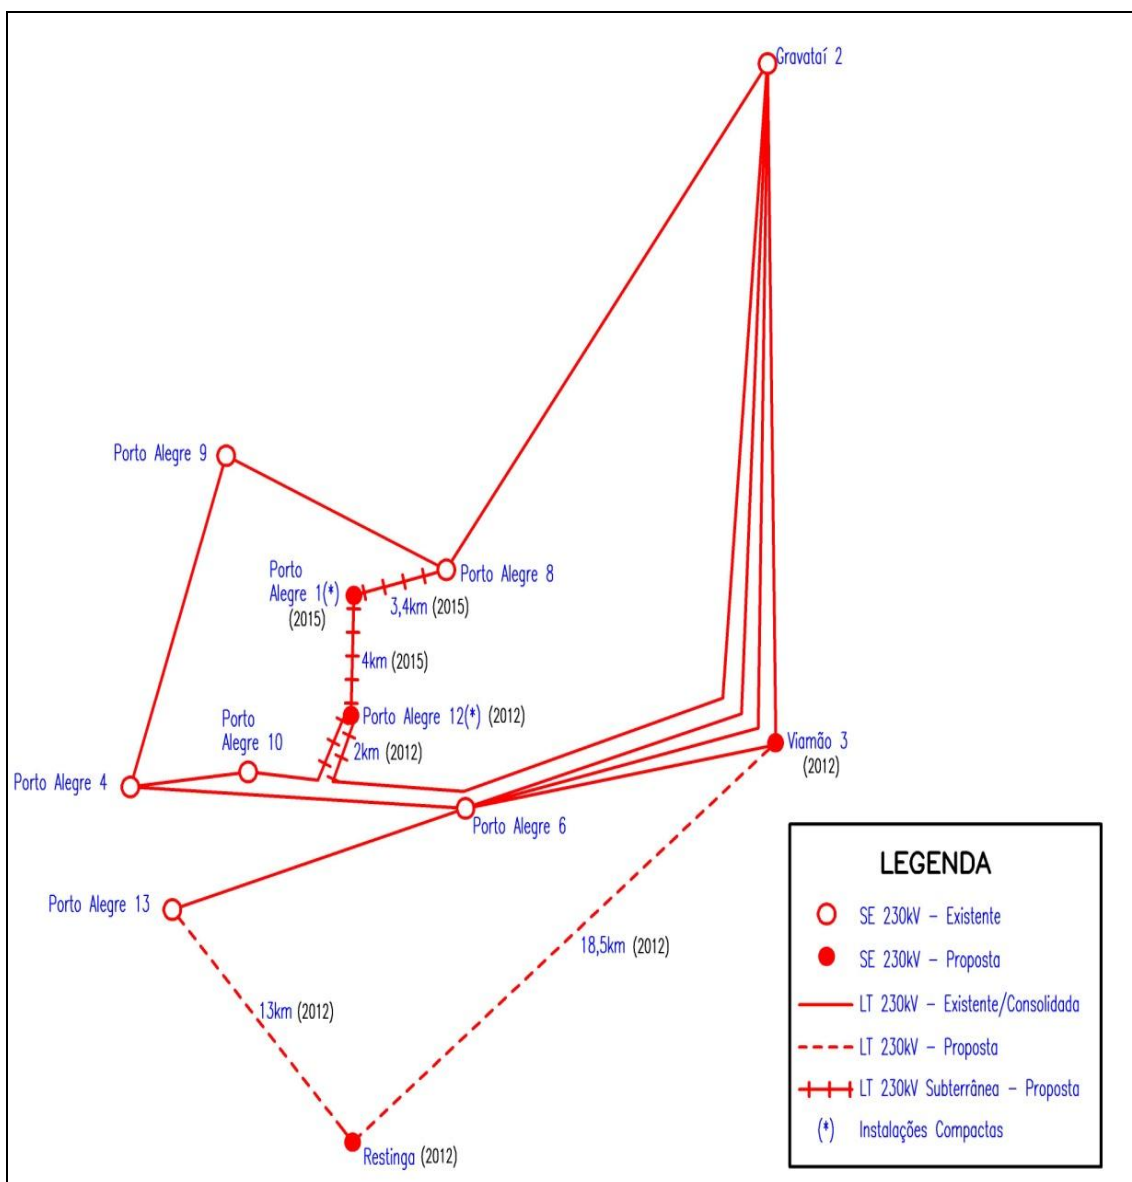 Gravataí 2
Porto Alegre 9
Porto
Alegre 1(*)
(2015)
Porto Alegre 8
3,4km (2015)
4km (2015)
Porto
Alegre 10
Porto Alegre 12(*) (2012)
2km (2012)
Viamão 3
(2012)
Porto Alegre 4
Porto Alegre 6
Porto Alegre 13
18,5km (2012)
13km (2012)
Restinga (2012)
LEGENDA
SE 230kV – Existente
SE 230kV – Proposta
LT 230kV – Existente/Consolidada
LT 230kV – Proposta
LT 230kV Subterrânea – Proposta
(*) Instalações Compactas